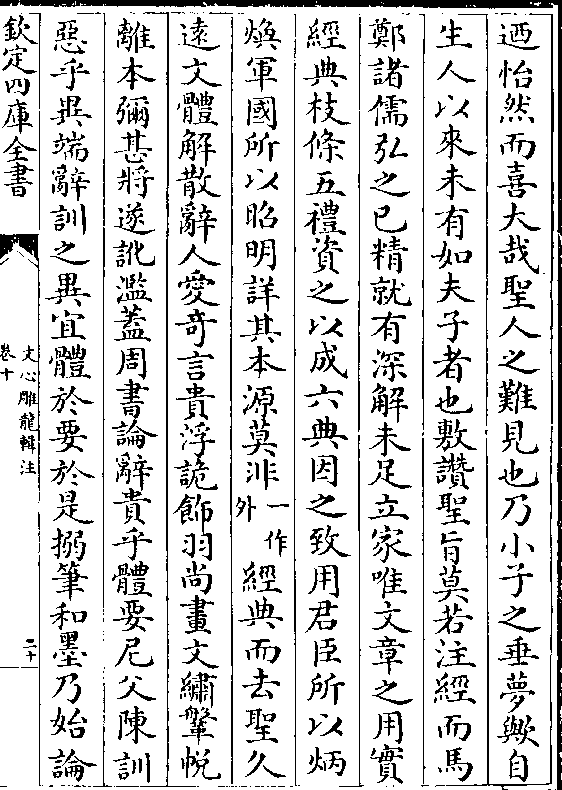 迺怡然而喜大哉聖人之難見也乃小子之垂夢歟自
生人以來未有如夫子者也敷讚聖旨莫若注經而馬
鄭諸儒弘之已精就有深解未足立家唯文章之用實
經典枝條五禮資之以成六典因之致用君臣所以炳
煥軍國所以昭明詳其本源莫非一作外經典而去聖久
遠文體解散辭人愛奇言貴浮詭飾羽尚畫文繡鞶帨
離本彌甚將遂訛濫蓋周書論辭貴乎體要尼父陳訓
惡乎異端辭訓之異宜體於要於是搦筆和墨乃始論
欽定四庫全書
文心雕龍輯注
卷十
二十